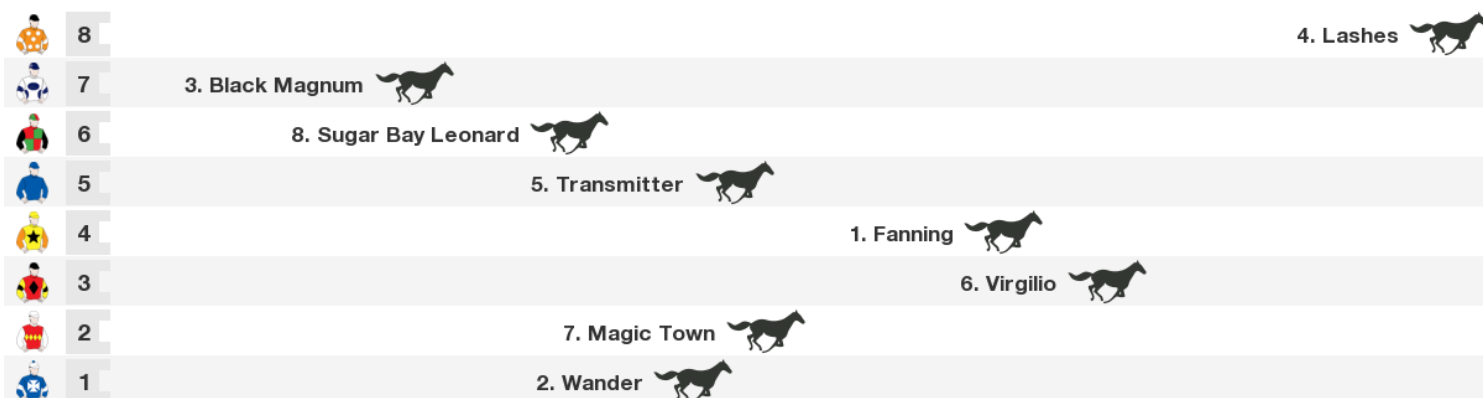 8 4. Lashes
7 3. Black Magnum
6 8. Sugar Bay Leonard
5 5. Transmitter
4 1. Fanning
3 6. Virgilio
2 7. Magic Town
1 2. Wander